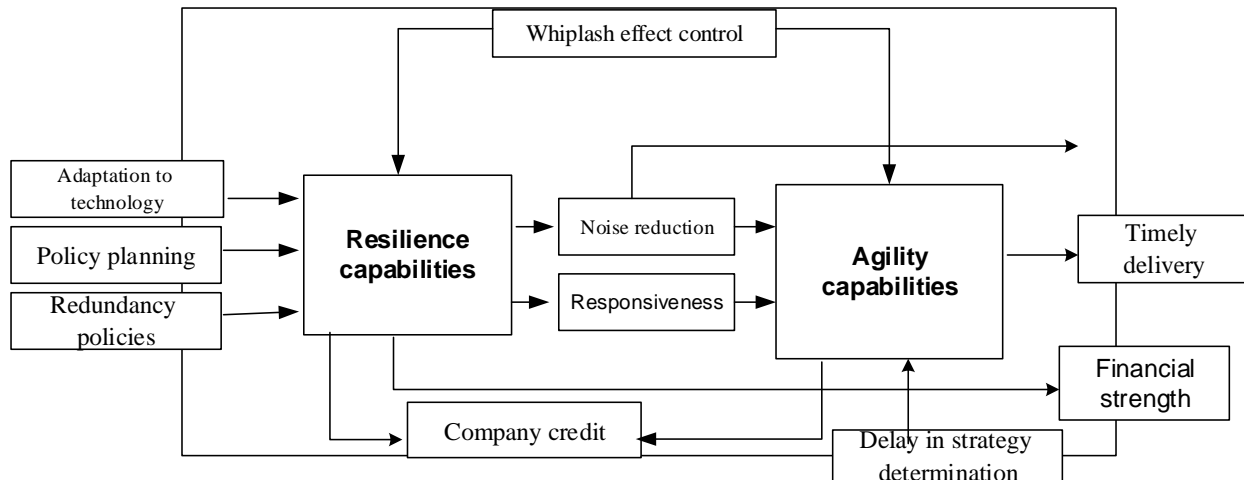 Whiplash effect control
Adaptation to
technology
Policy planning
Redundancy
policies
Resilience
capabilities
Noise reduction
Responsiveness
Agility
capabilities
Timely
delivery
Financial
strength
Company credit
Delay in strategy
determination